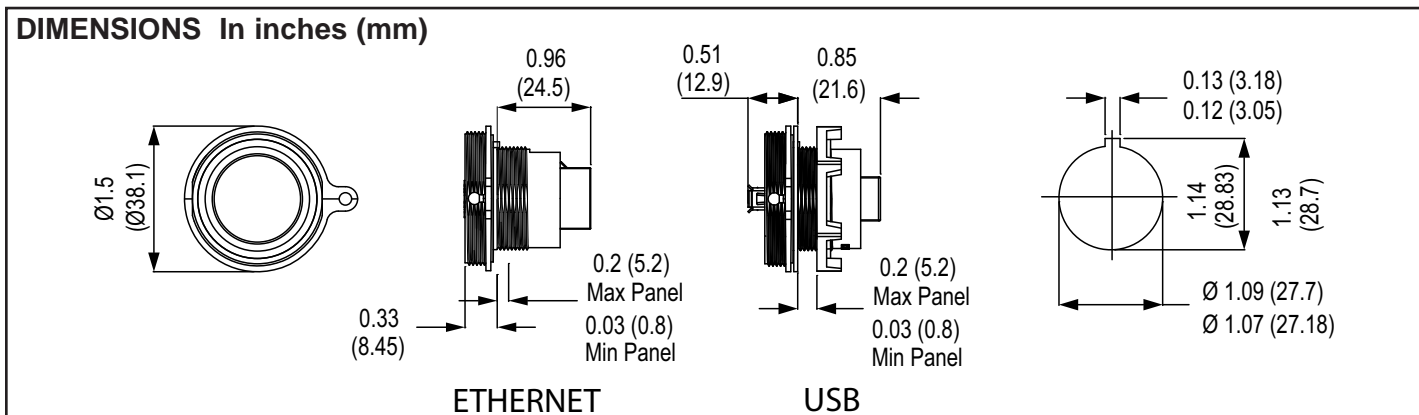 DIMENSIONS In inches (mm)
Ø1.5
(Ø38.1)
0.96
(24.5)
0.33
(8.45)
0.2 (5.2)
Max Panel
0.03 (0.8)
Min Panel
ETHERNET
0.51
(12.9)
0.85
(21.6)
0.2 (5.2)
Max Panel
0.03 (0.8)
Min Panel
USB
0.13 (3.18)
0.12 (3.05)
1.14
(28.83)
1.13
(28.7)
Ø 1.09 (27.7)
Ø 1.07 (27.18)